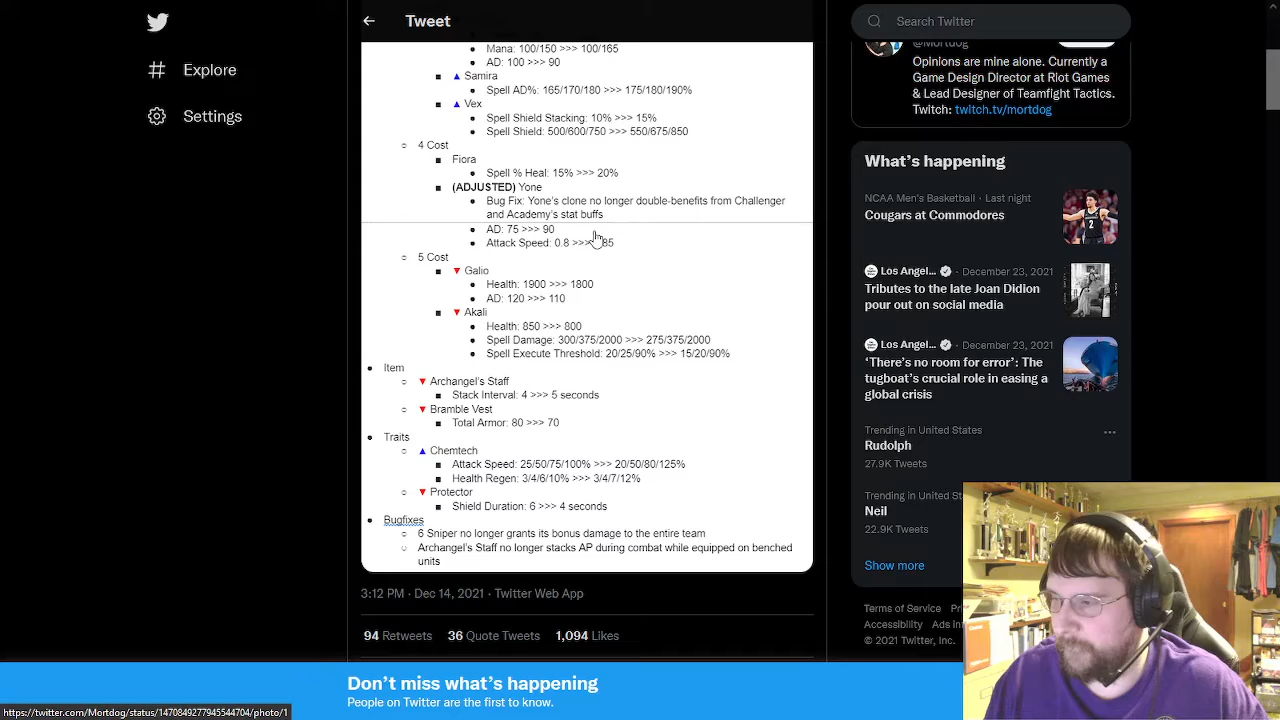 Tweet
Search Twitter
Explore
Settings
Mana: 100/150 >>> 100/165
AD: 100 >>> 90
Samira
Spell AD%: 165/170/180 >>> 175/180/190%
Vex
Spell Shield Stacking: 10% >>> 15%
Spell Shield: 500/600/750 >>> 550/675/850
4 Cost
Fiora
Spell % Heal: 15% >>> 20%
(ADJUSTED) Yone
Bug Fix: Yone's clone no longer double-benefits from Challenger
and Academy's stat buffs
AD: 75 >>> 90
Attack Speed: 0.8 >>> 85
5 Cost
Galio
Health: 1900 >>> 1800
AD: 120 >>> 110
Akali
Health: 850 >>> 800
Spell Damage: 300/375/2000 >>> 275/375/2000
Spell Execute Threshold: 20/25/90% >>> 15/20/90%
Item
Archangel's Staff
Stack Interval: 4 >>> 5 seconds
Bramble Vest
Total Armor: 80 >>> 70
Traits
Chemtech
Attack Speed: 25/50/75/100% >>> 20/50/80/125%
Health Regen: 3/4/6/10% >>> 3/4/7/12%
Protector
Shield Duration: 6 >>> 4 seconds
Bugfixes
6 Sniper no longer grants its bonus damage to the entire team
Archangel's Staff no longer stacks AP during combat while equipped on benched
units
3:12 PM · Dec 14, 2021 · Twitter Web App
94 Retweets 36 Quote Tweets 1,094 Likes
@Mortdog
Opinions are mine alone. Currently a
Game Design Director at Riot Games
& Lead Designer of Teamfight Tactics.
Twitch: twitch.tv/mortdog
What's happening
NCAA Men's Basketball · Last night
Cougars at Commodores
Los Angel... · December 23, 2021
Tributes to the late Joan Didion
pour out on social media
Los Angel... · December 23, 2021
'There's no room for error': The
tugboat's crucial role in easing a
global crisis
Trending in United States
Rudolph
27.9K Tweets
Trending in United Sta
Neil
22.9K Tweets
Show more
Terms of Service
Accessibility Ads in
© 2021 Twitter, Inc.
Don't miss what's happening
People on Twitter are the first to know.
https://twitter.com/Mortdog/status/1470849277945544704/photo/1